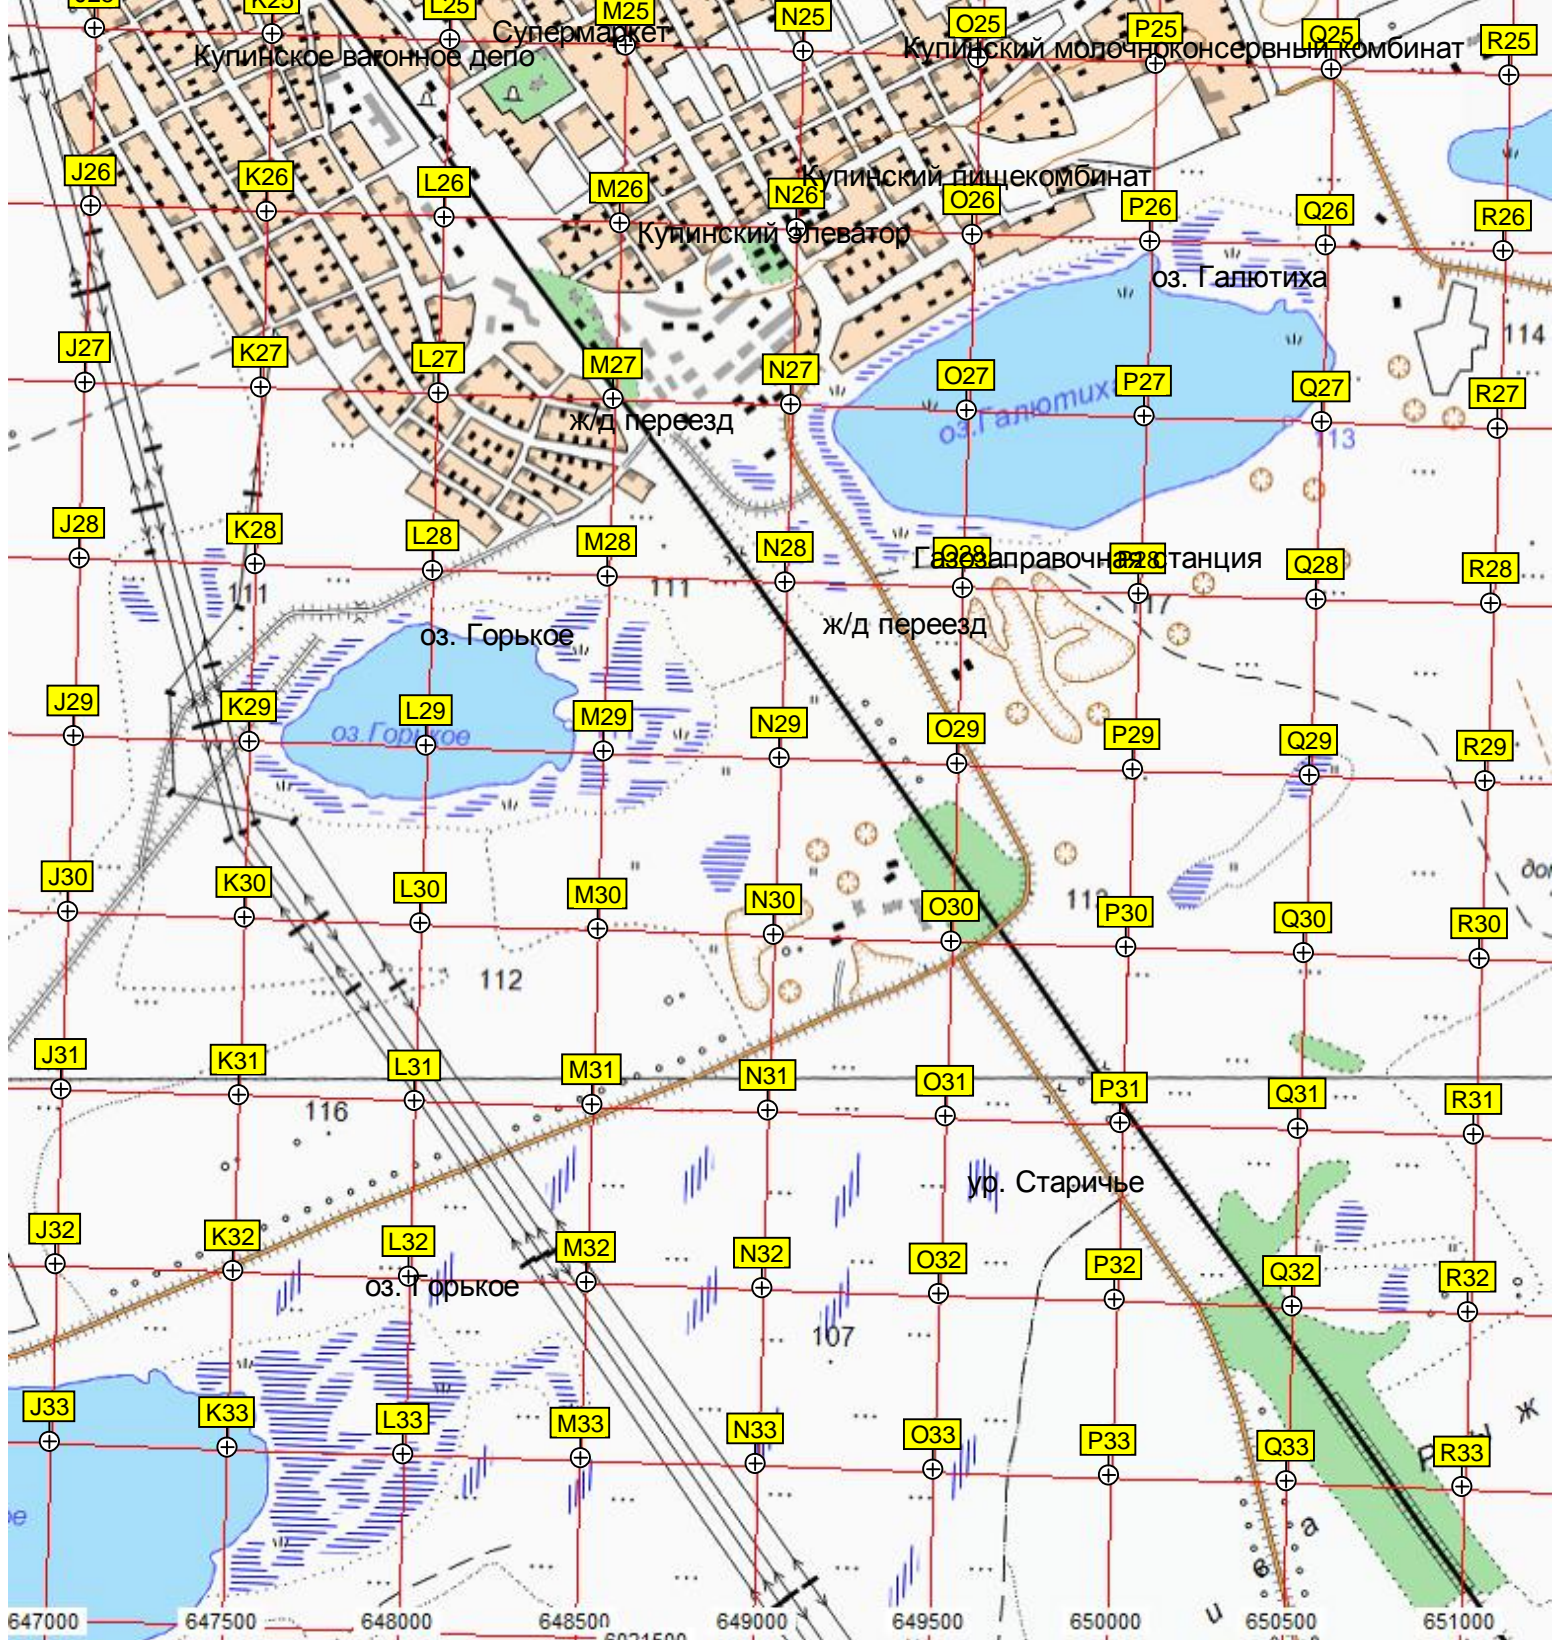 J25 K25 L25 M25 N25 O25 P25 Q25 R25
Супермаркет
Купинское вагонное депо
Купинский молочноконсервный комбинат
J26 K26 L26 M26 N26 O26 P26 Q26 R26
Купинский пищекомбинат
Купинский элеватор
оз. Галютиха
114
J27 K27 L27 M27 N27 O27 P27 Q27 R27
оз.Галютиха
ж/д переезд
113
J28 K28 L28 M28 N28 O28 P28 Q28 R28
Газозаправочная станция
111
111
117
ж/д переезд
оз. Горькое
J29 K29 L29 M29 N29 O29 P29 Q29 R29
оз.Горькое
J30 K30 L30 M30 N30 O30 P30 Q30 R30
112
J31 K31 L31 M31 N31 O31 P31 Q31 R31
116
ур. Старичье
J32 K32 L32 M32 N32 O32 P32 Q32 R32
оз. Горькое
107
J33 K33 L33 M33 N33 O33 P33 Q33 R33
647000 647500 648000 648500 649000 649500 650000 650500 651000